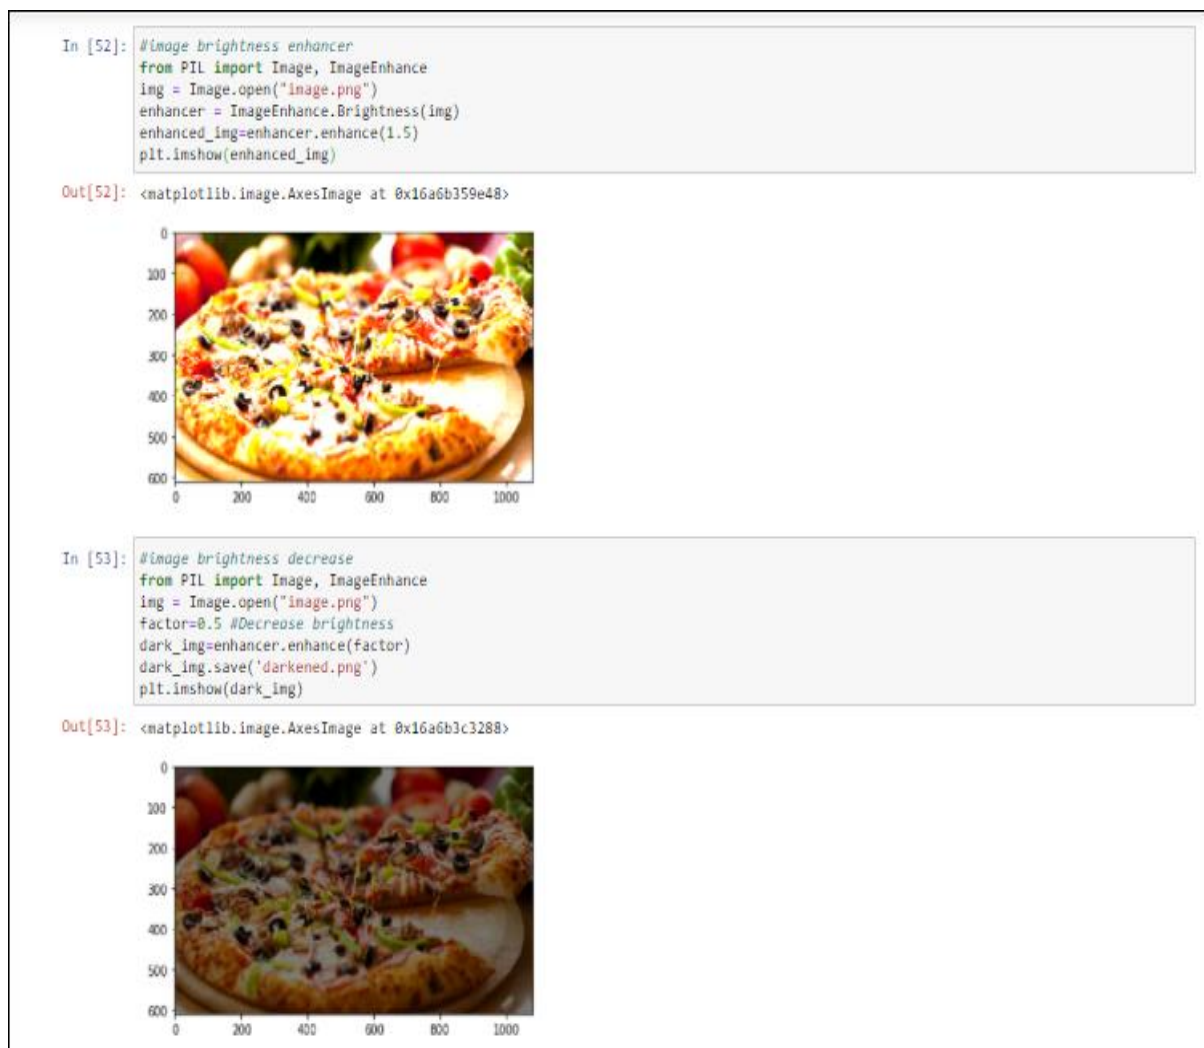 In [52]: #image brightness enhancer
from PIL import Image, ImageEnhance
img = Image.open("image.png")
enhancer = ImageEnhance.Brightness(img)
enhanced_img=enhancer.enhance(1.5)
plt.imshow(enhanced_img)
Out[52]: <matplotlib.image.AxesImage at 0x16a6b359e48>
0
100
200
300
400
500
600
0 200 400 600 800 1000
In [53]: #image brightness decrease
from PIL import Image, ImageEnhance
img = Image.open("image.png")
factor=0.5 #Decrease brightness
dark_img=enhancer.enhance(factor)
dark_img.save('darkened.png')
plt.imshow(dark_img)
Out[53]: <matplotlib.image.AxesImage at 0x16a6b3c3288>
0
100
200
300
400
500
600
0 200 400 600 800 1000